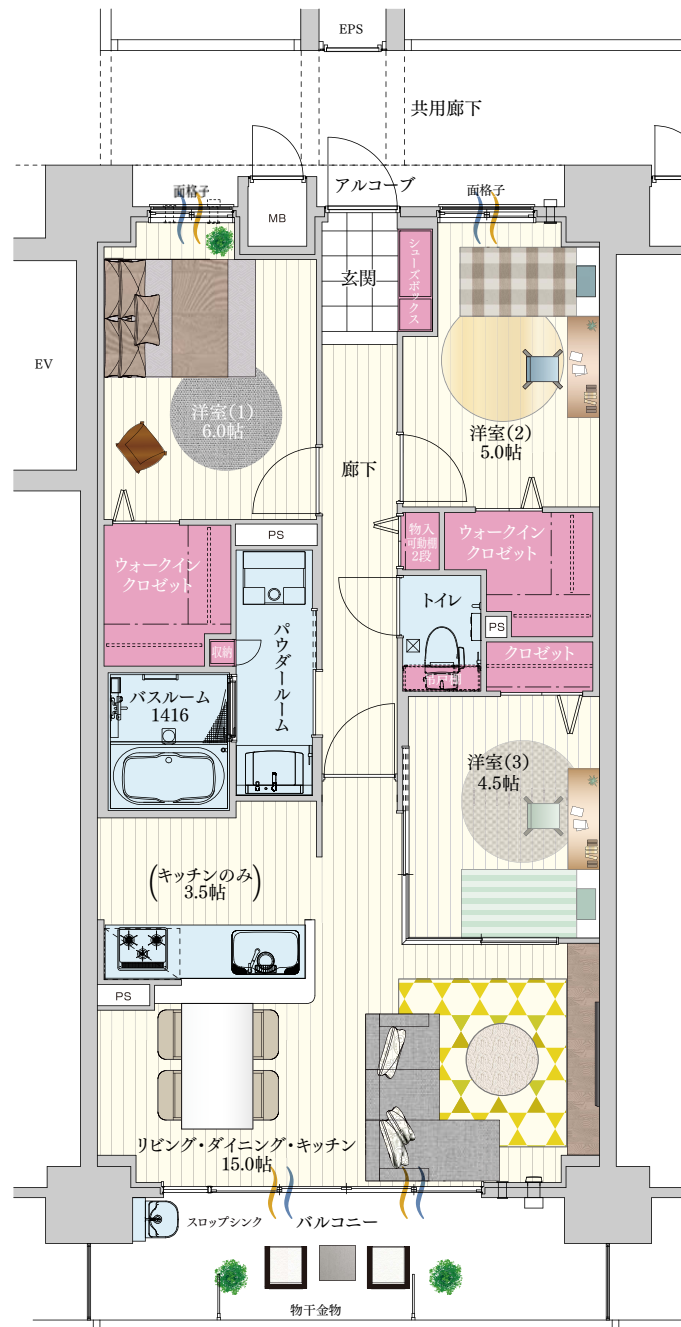 EPS
共用廊下
アルコーブ
面格子
面格子
MB
玄関
シューズボックス
EV
洋室(1)
6.0帖
洋室(2)
5.0帖
廊下
PS
物入
可動棚
2段
ウォークイン
クロゼット
ウォークイン
クロゼット
トイレ
PS
収納
パウダールーム
クロゼット
バスルーム
1416
洋室(3)
4.5帖
(キッチンのみ)
3.5帖
PS
リビング・ダイニング・キッチン
15.0帖
スロップシンク
バルコニー
物干金物